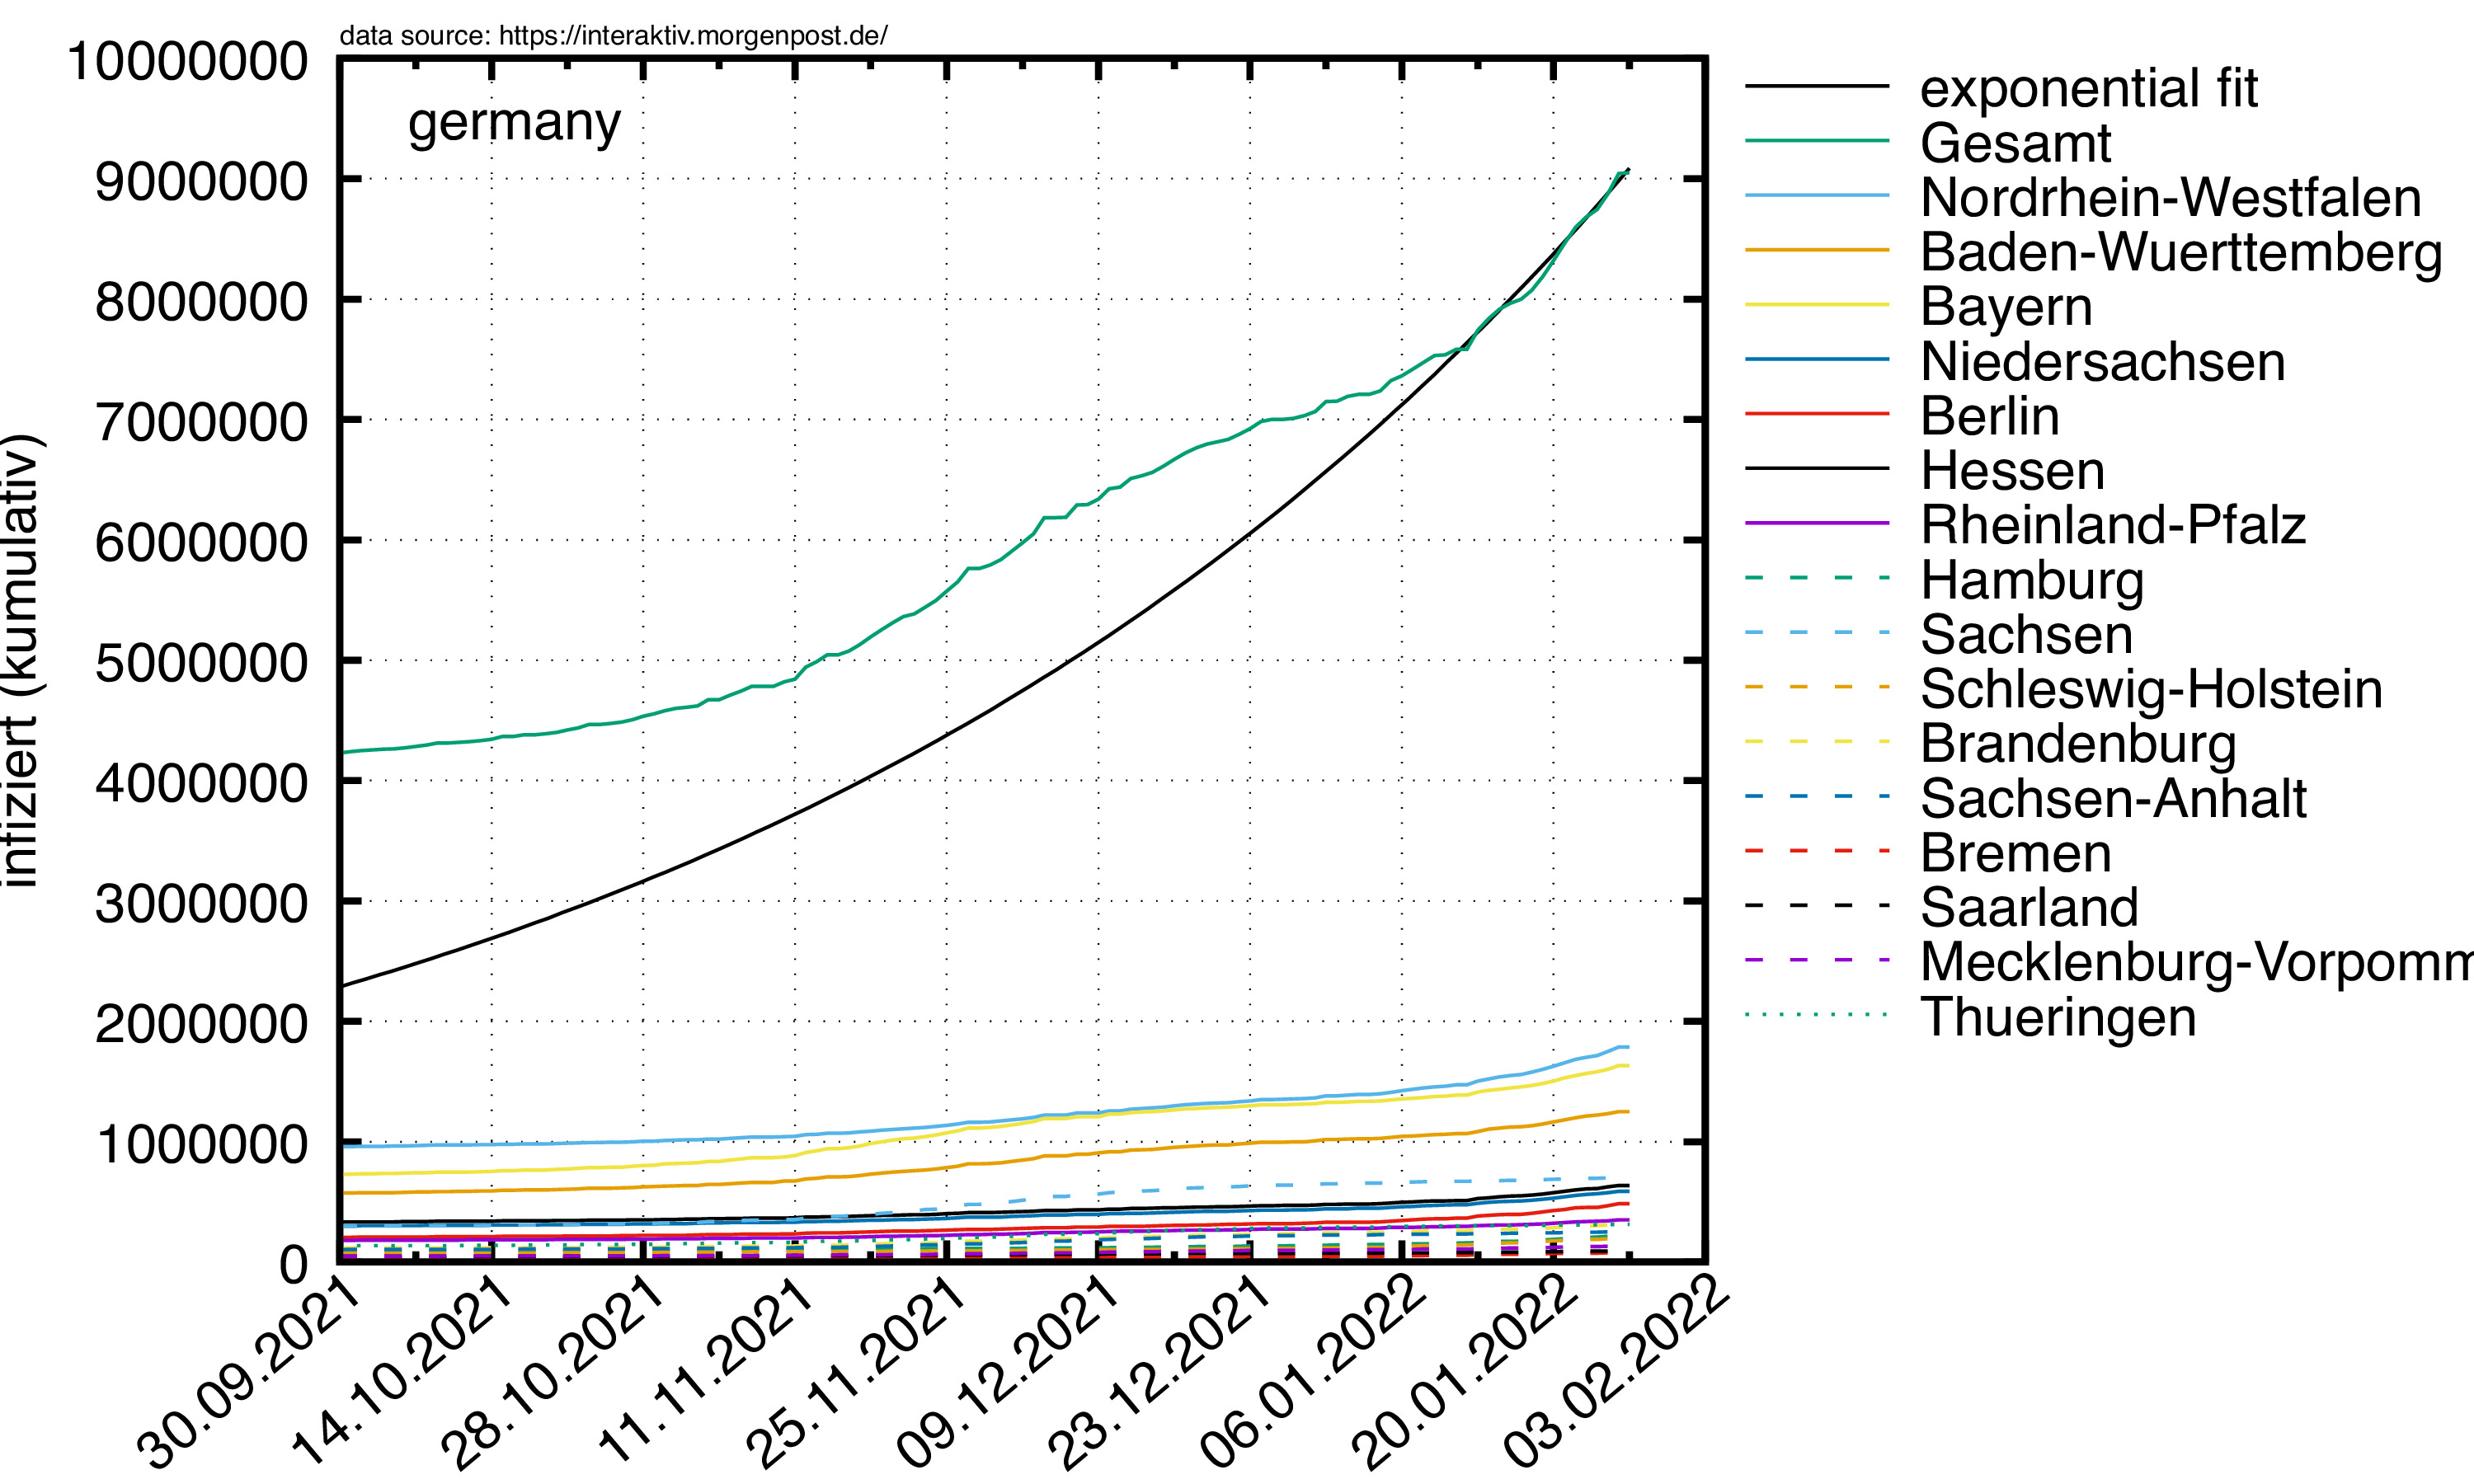 data source: https://interaktiv.morgenpost.de/
germany
infiziert (kumulativ)
10000000
9000000
8000000
7000000
6000000
5000000
4000000
3000000
2000000
1000000
0
30.09.2021
14.10.2021
28.10.2021
11.11.2021
25.11.2021
09.12.2021
23.12.2021
06.01.2022
20.01.2022
03.02.2022
exponential fit
Gesamt
Nordrhein-Westfalen
Baden-Wuerttemberg
Bayern
Niedersachsen
Berlin
Hessen
Rheinland-Pfalz
Hamburg
Sachsen
Schleswig-Holstein
Brandenburg
Sachsen-Anhalt
Bremen
Saarland
Mecklenburg-Vorpomm
Thueringen